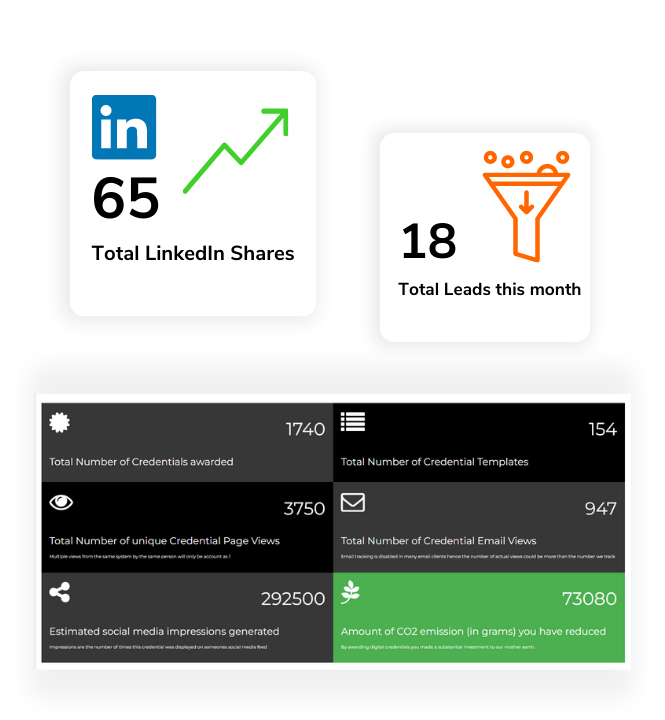 in
65
Total LinkedIn Shares
18
Total Leads this month
1740
Total Number of Credentials awarded
154
Total Number of Credential Templates
3750
Total Number of unique Credential Page Views
Multiple views from the same system by the same person will only be account as 1
947
Total Number of Credential Email Views
Email tracking is disabled in many email clients hence the number of actual views could be more than the number we track
292500
Estimated social media impressions generated
Impressions are the number of times this credential was displayed on someones social media feed
73080
Amount of CO2 emission (in grams) you have reduced
By awarding digital credentials you made a substantial investment to our mother earth.